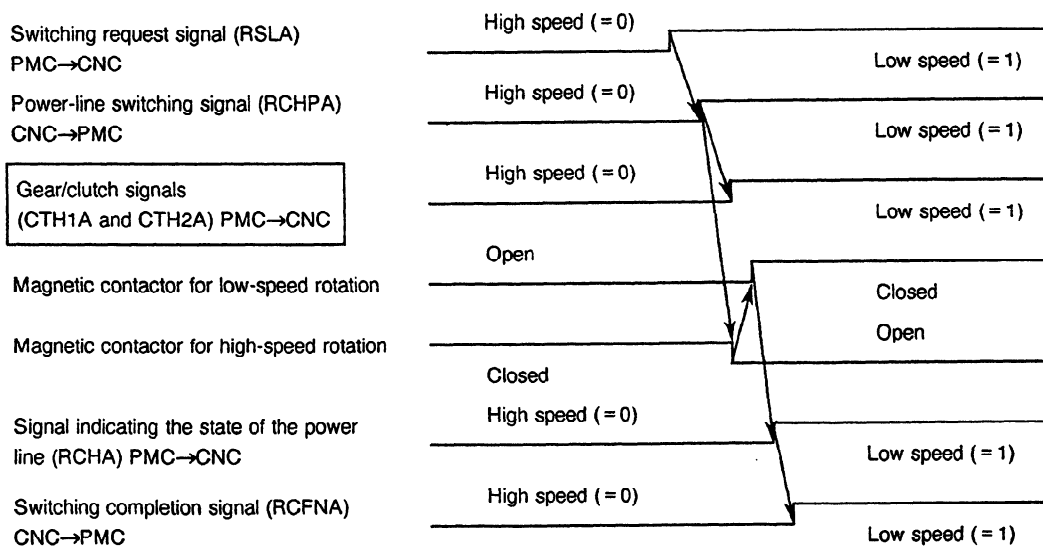 Switching request signal (RSLA)
PMC→CNC
High speed (=0)
Low speed (=1)
Power-line switching signal (RCHPA)
CNC→PMC
High speed (=0)
Low speed (=1)
Gear/clutch signals
(CTH1A and CTH2A) PMC→CNC
High speed (=0)
Low speed (=1)
Magnetic contactor for low-speed rotation
Open
Closed
Magnetic contactor for high-speed rotation
Closed
Open
Signal indicating the state of the power
line (RCHA) PMC→CNC
High speed (=0)
Low speed (=1)
Switching completion signal (RCFNA)
CNC→PMC
High speed (=0)
Low speed (=1)